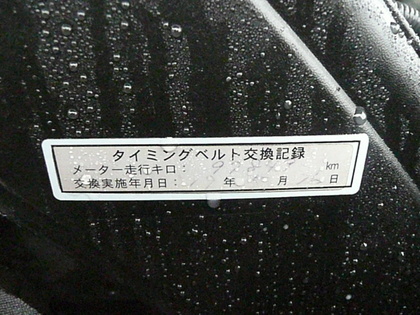 タイミングベルト交換記録
メーター走行キロ： km
交換実施年月日： 年 月 日